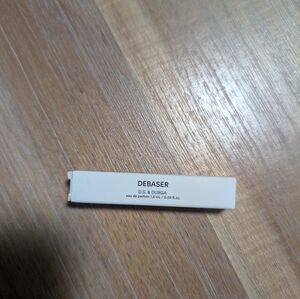 DEBASER
D.S. & DURGA
eau de parfum 1.5 mL / 0.05 fl oz.